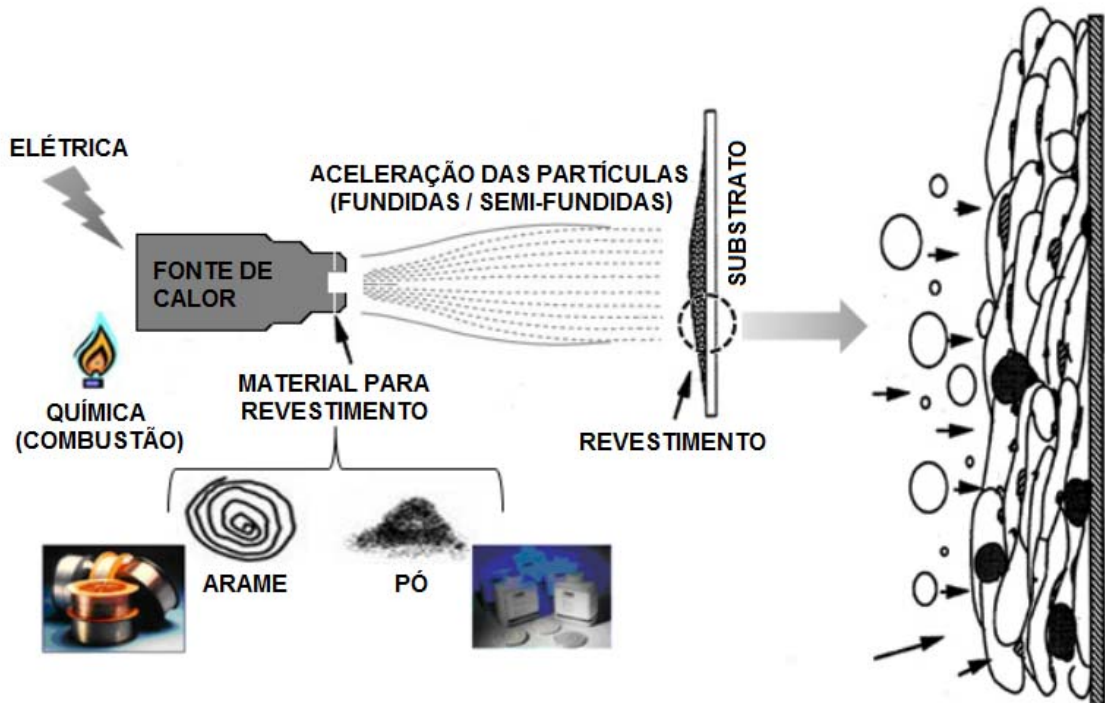 ELÉTRICA
FONTE DE
CALOR
QUÍMICA
(COMBUSTÃO)
ACELERAÇÃO DAS PARTÍCULAS
(FUNDIDAS / SEMI-FUNDIDAS)
SUBSTRATO
MATERIAL PARA
REVESTIMENTO
REVESTIMENTO
ARAME
PÓ